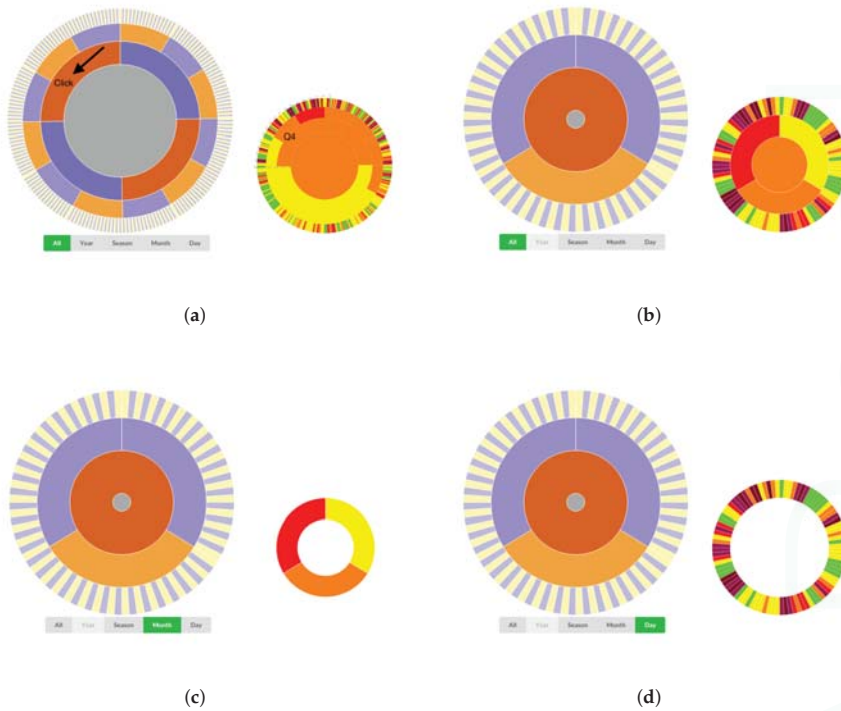 Click
Q4
All Year Season Month Day
(a)
All Year Season Month Day
(b)
All Year Season Month Day
(c)
All Year Season Month Day
(d)